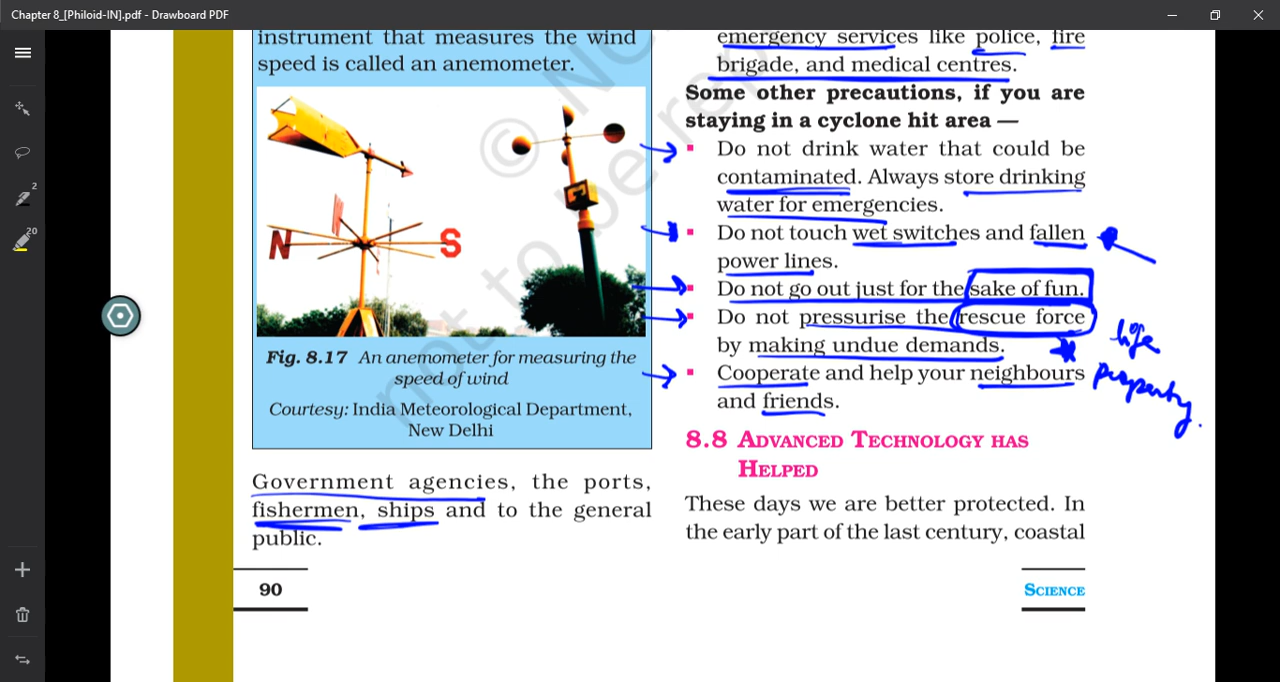 Chapter 8_[Philoid-IN].pdf - Drawboard PDF
2
20
instrument that measures the wind
speed is called an anemometer.
N
S
Fig. 8.17 An anemometer for measuring the
speed of wind
Courtesy: India Meteorological Department,
New Delhi
Government agencies, the ports,
fishermen, ships and to the general
public.
90
emergency services like police, fire
brigade, and medical centres.
Some other precautions, if you are
staying in a cyclone hit area —
Do not drink water that could be
contaminated. Always store drinking
water for emergencies.
Do not touch wet switches and fallen
power lines.
Do not go out just for the sake of fun.
Do not pressurise the rescue force
by making undue demands.
Cooperate and help your neighbours
and friends.
life
property.
8.8 ADVANCED TECHNOLOGY HAS
HELPED
These days we are better protected. In
the early part of the last century, coastal
SCIENCE
© NC
not to be rep